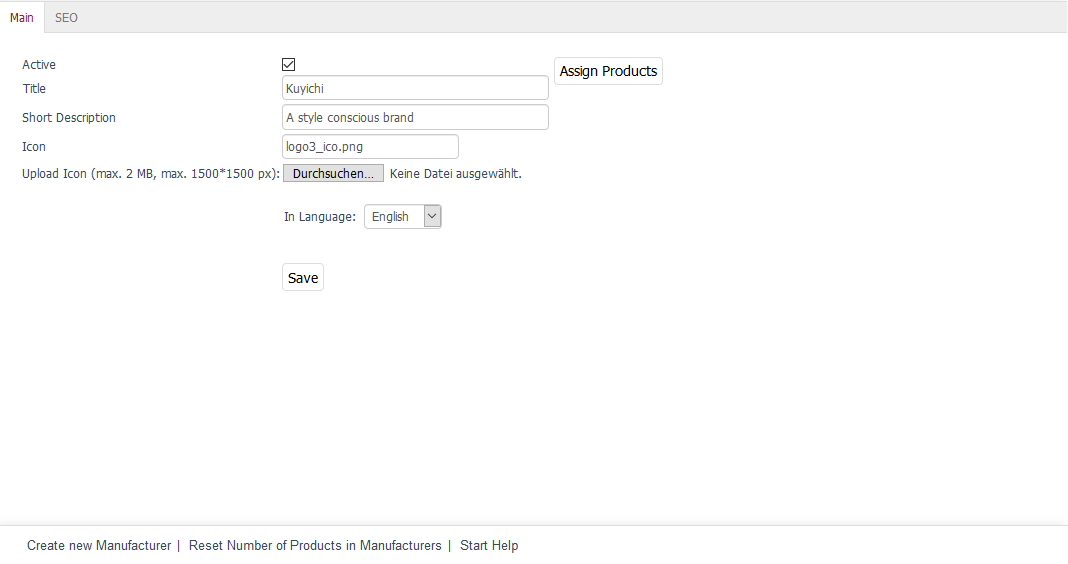 Main SEO
Active
Assign Products
Title Kuyichi
Short Description A style conscious brand
Icon logo3_ico.png
Upload Icon (max. 2 MB, max. 1500*1500 px): Durchsuchen... Keine Datei ausgewählt.
In Language: English
Save
Create new Manufacturer | Reset Number of Products in Manufacturers | Start Help